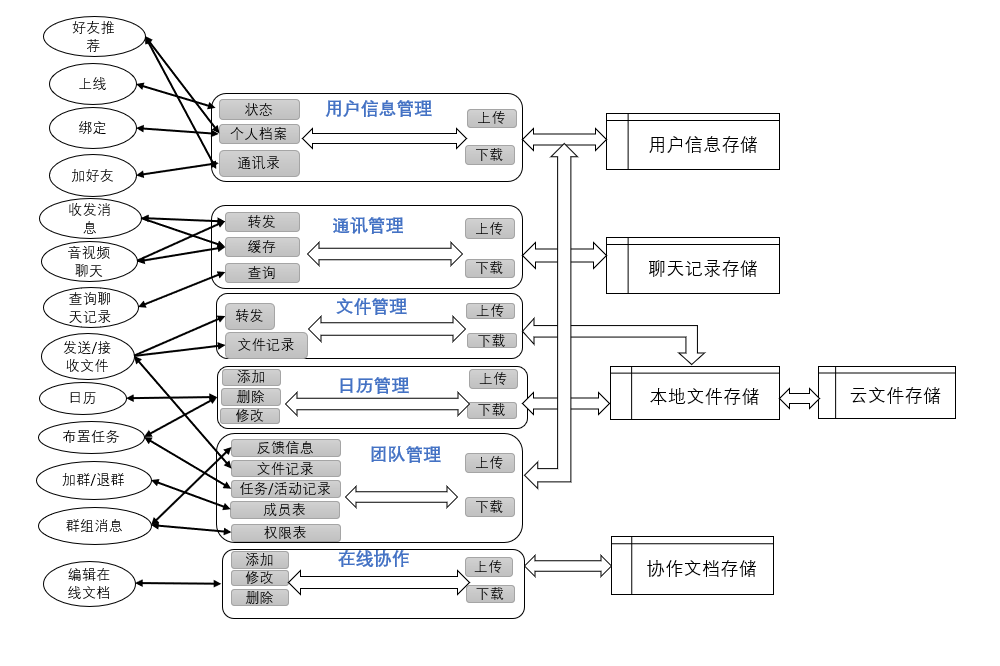 好友推
荐
上线
绑定
加好友
收发消
息
音视频
聊天
查询聊
天记录
发送/接
收文件
日历
布置任务
加群/退群
群组消息
编辑在
线文档
用户信息管理
状态
个人档案
通讯录
上传
下载
通讯管理
转发
缓存
查询
上传
下载
文件管理
转发
文件记录
上传
下载
日历管理
添加
删除
修改
上传
下载
团队管理
反馈信息
文件记录
任务/活动记录
成员表
权限表
上传
下载
在线协作
添加
修改
删除
上传
下载
用户信息存储
聊天记录存储
本地文件存储
云文件存储
协作文档存储